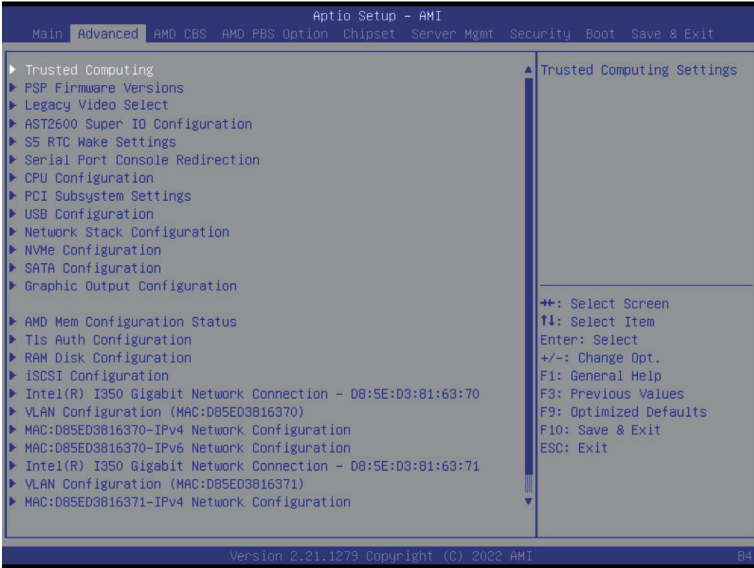 Aptio Setup – AMI
Main Advanced AMD CBS AMD PBS Option Chipset Server Mgmt Security Boot Save & Exit
▶ Trusted Computing
▶ PSP Firmware Versions
▶ Legacy Video Select
▶ AST2600 Super IO Configuration
▶ S5 RTC Wake Settings
▶ Serial Port Console Redirection
▶ CPU Configuration
▶ PCI Subsystem Settings
▶ USB Configuration
▶ Network Stack Configuration
▶ NVMe Configuration
▶ SATA Configuration
▶ Graphic Output Configuration
▶ AMD Mem Configuration Status
▶ Tls Auth Configuration
▶ RAM Disk Configuration
▶ iSCSI Configuration
▶ Intel(R) I350 Gigabit Network Connection – D8:5E:D3:81:63:70
▶ VLAN Configuration (MAC:D85ED3816370)
▶ MAC:D85ED3816370-IPv4 Network Configuration
▶ MAC:D85ED3816370-IPv6 Network Configuration
▶ Intel(R) I350 Gigabit Network Connection – D8:5E:D3:81:63:71
▶ VLAN Configuration (MAC:D85ED3816371)
▶ MAC:D85ED3816371-IPv4 Network Configuration
Trusted Computing Settings
→←: Select Screen
↑↓: Select Item
Enter: Select
+/-: Change Opt.
F1: General Help
F3: Previous Values
F9: Optimized Defaults
F10: Save & Exit
ESC: Exit
Version 2.21.1279 Copyright (C) 2022 AMI
B4